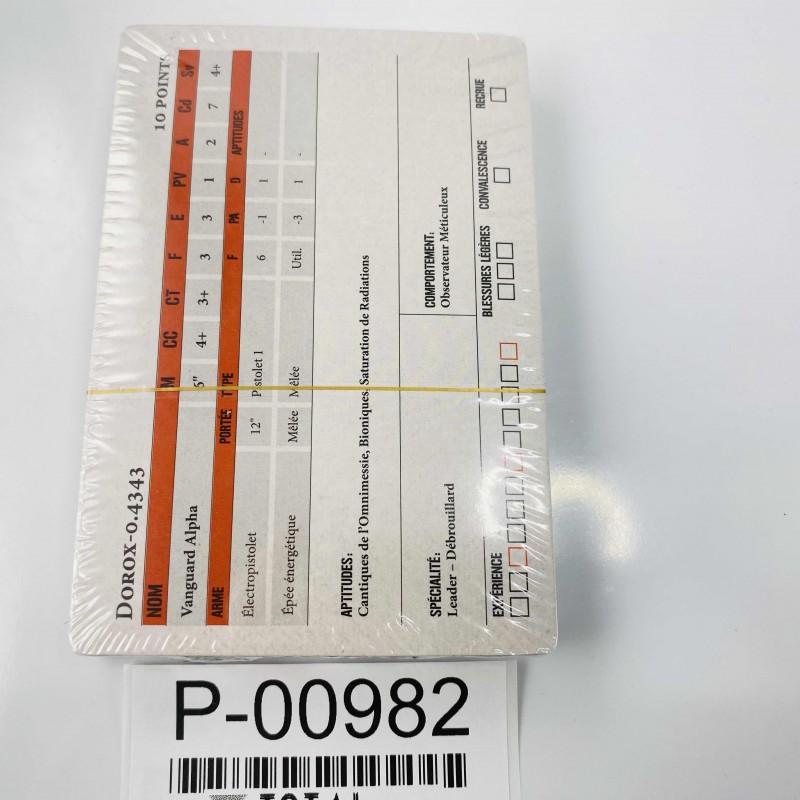 DOROX-0.4343
10 POINTS
NOM M CC CT F E PV A Cd Sv
Vanguard Alpha 5" 4+ 3+ 3 3 1 2 7 4+
ARME PORTÉE TYPE F PA D APTITUDES
Électropistolet 12" Pistolet 1 6 -1 1 -
Épée énergétique Mêlée Mêlée Util. -3 1 -
APTITUDES:
Cantiques de l'Omnimessie, Bioniques, Saturation de Radiations
SPÉCIALITÉ:
Leader – Débrouillard
COMPORTEMENT:
Observateur Méticuleux
EXPÉRIENCE BLESSURES LÉGÈRES CONVALESCENCE RECRUE
P-00982
TOTAL